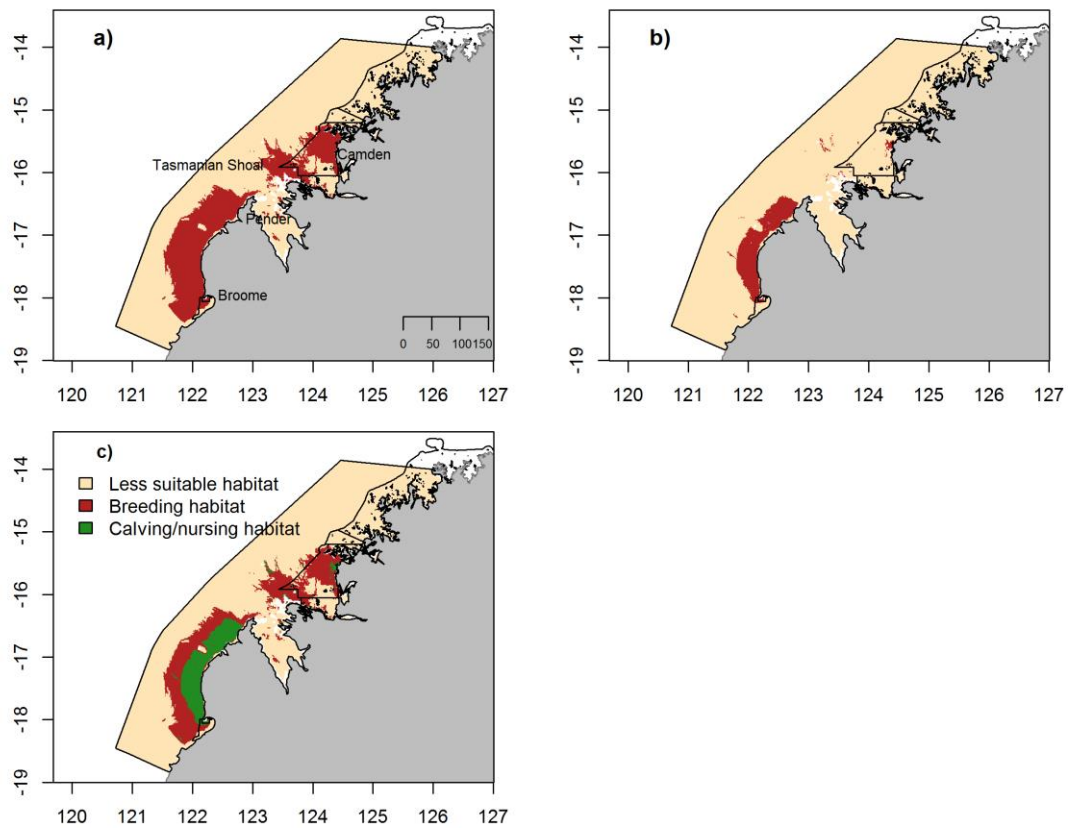 a)
-14
-15
-16
-17
-18
-19
Tasmanian Shoal
Camden
Pender
Broome
0 50 100 150
120 121 122 123 124 125 126 127
b)
-14
-15
-16
-17
-18
-19
120 121 122 123 124 125 126 127
c)
Less suitable habitat
Breeding habitat
Calving/nursing habitat
-14
-15
-16
-17
-18
-19
120 121 122 123 124 125 126 127